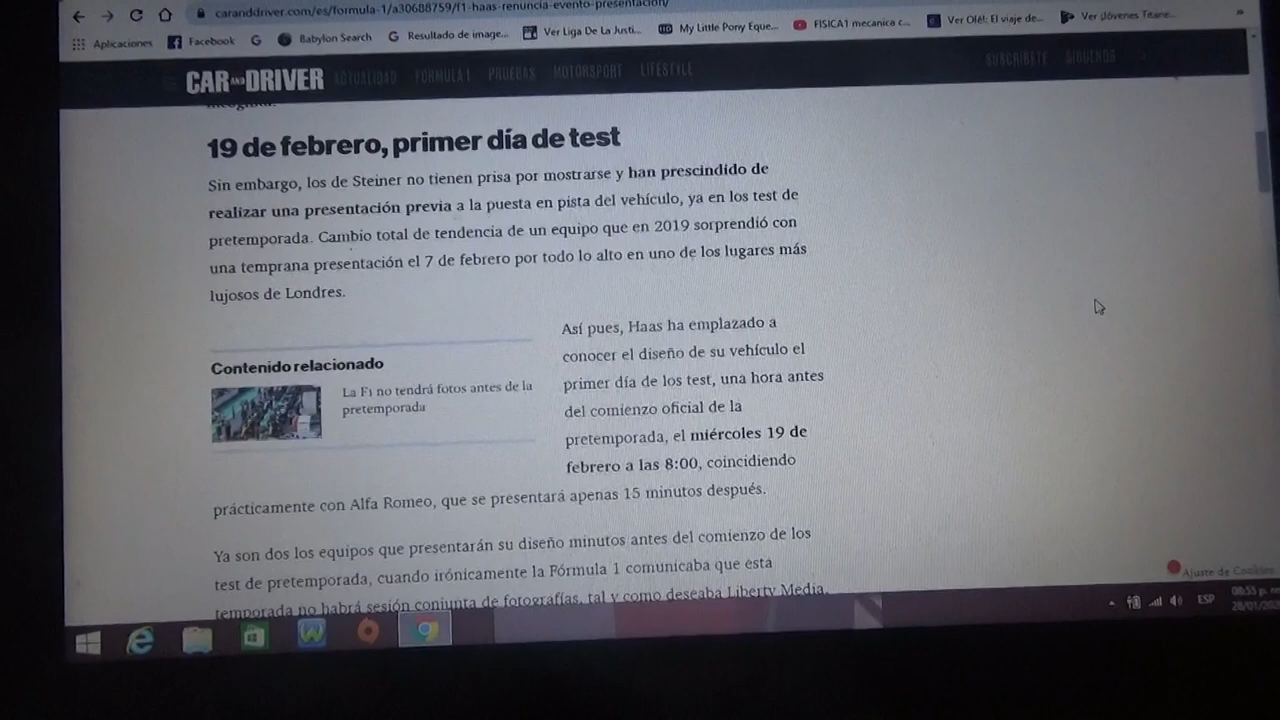 caranddriver.com/es/formula-1/a30688759/f1-haas-renuncia-evento-presentacion/
Aplicaciones Facebook Babylon Search Resultado de image... Ver Liga De La Justi... My Little Pony Eque... FISICA1 mecanica c... Ver Olé!: El viaje de... Ver ¡Jóvenes Titane... »
CAR AND DRIVER ACTUALIDAD FÓRMULA 1 PRUEBAS MOTORSPORT LIFESTYLE SUSCRÍBETE SÍGUENOS
19 de febrero, primer día de test
Sin embargo, los de Steiner no tienen prisa por mostrarse y han prescindido de
realizar una presentación previa a la puesta en pista del vehículo, ya en los test de
pretemporada. Cambio total de tendencia de un equipo que en 2019 sorprendió con
una temprana presentación el 7 de febrero por todo lo alto en uno de los lugares más
lujosos de Londres.
Contenido relacionado
La F1 no tendrá fotos antes de la
pretemporada
Así pues, Haas ha emplazado a
conocer el diseño de su vehículo el
primer día de los test, una hora antes
del comienzo oficial de la
pretemporada, el miércoles 19 de
febrero a las 8:00, coincidiendo
prácticamente con Alfa Romeo, que se presentará apenas 15 minutos después.
Ya son dos los equipos que presentarán su diseño minutos antes del comienzo de los
test de pretemporada, cuando irónicamente la Fórmula 1 comunicaba que esta
temporada no habrá sesión conjunta de fotografías, tal y como deseaba Liberty Media.
Ajuste de Cookies
ESP
08:53 p.
28/01/